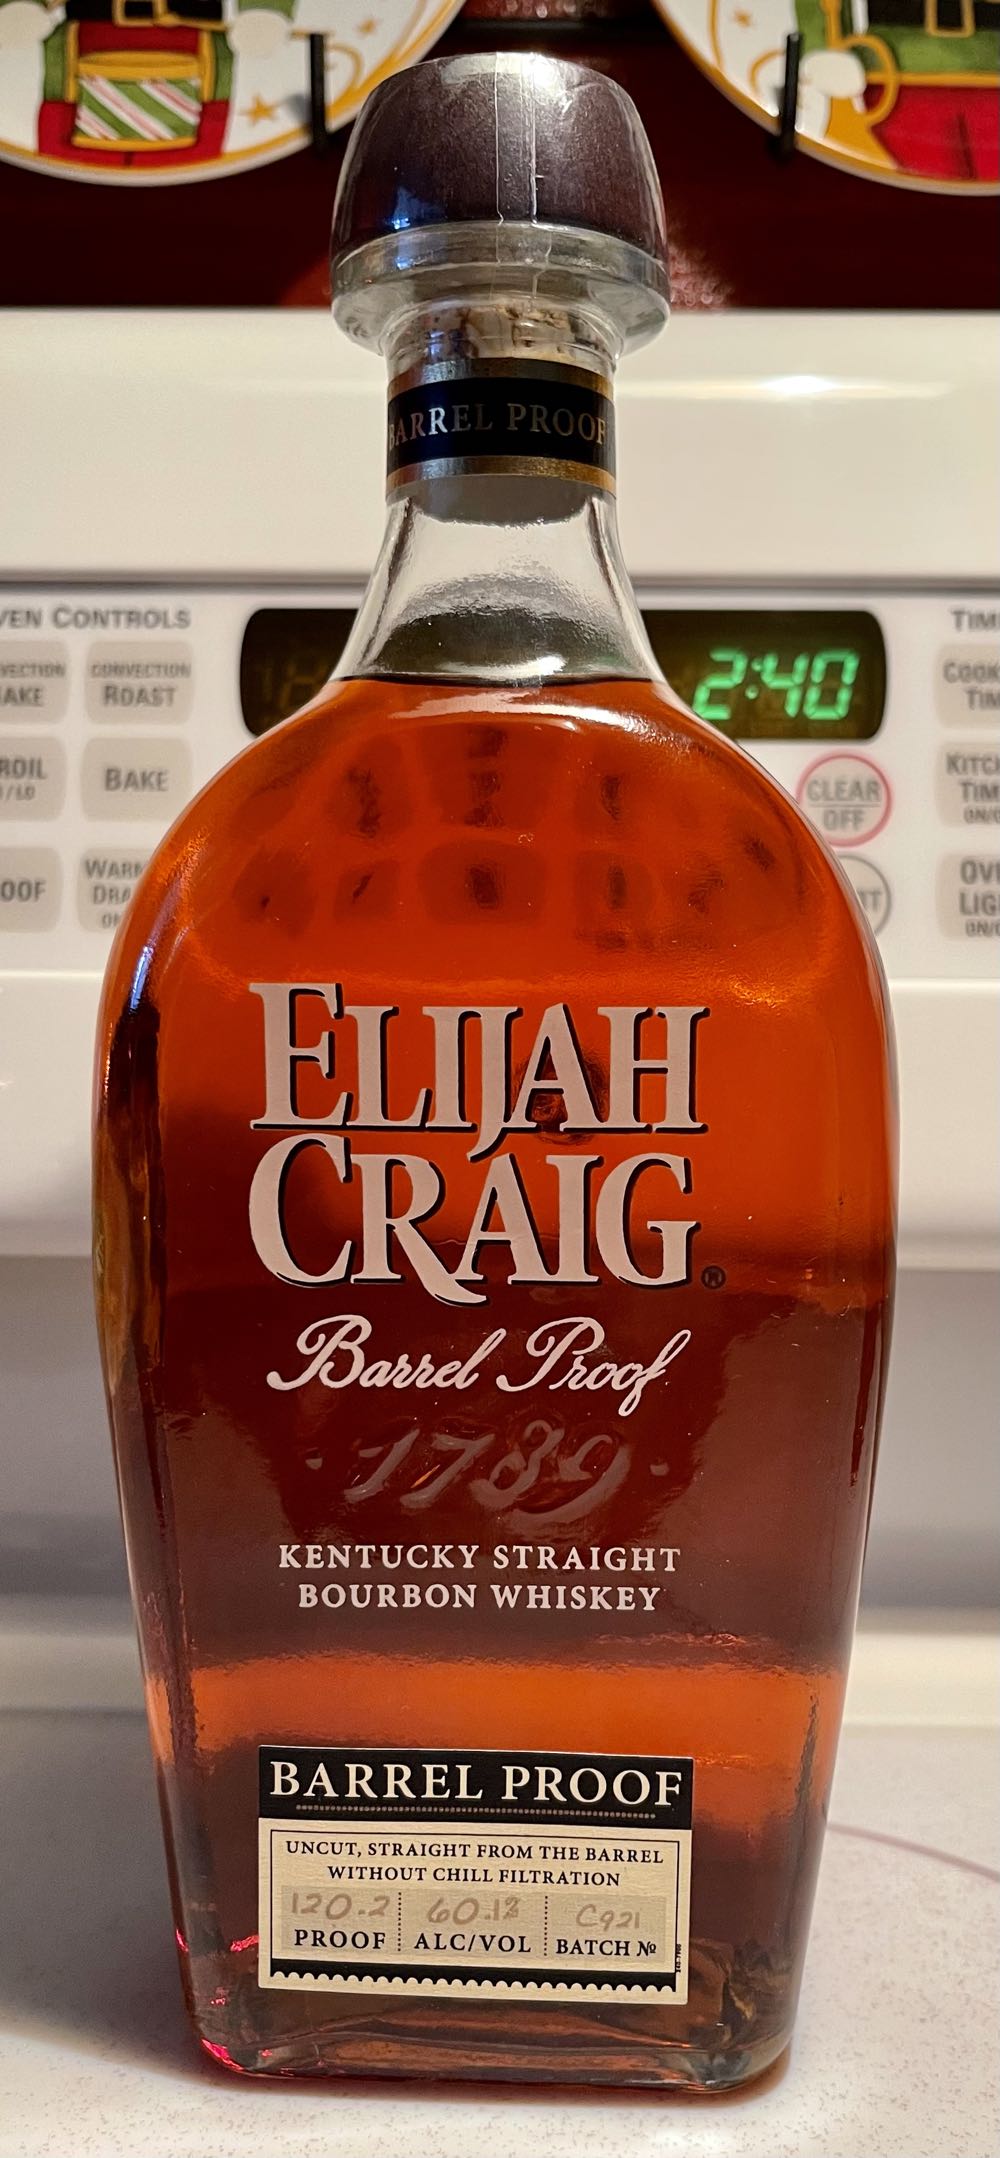 BARREL PROOF
VEN CONTROLS
CONVECTION
ROAST
BAKE
2:40
CLEAR
OFF
ELIJAH
CRAIG®
Barrel Proof
· 1789 ·
KENTUCKY STRAIGHT
BOURBON WHISKEY
BARREL PROOF
UNCUT, STRAIGHT FROM THE BARREL
WITHOUT CHILL FILTRATION
120.2 60.1% C921
PROOF ALC/VOL BATCH №